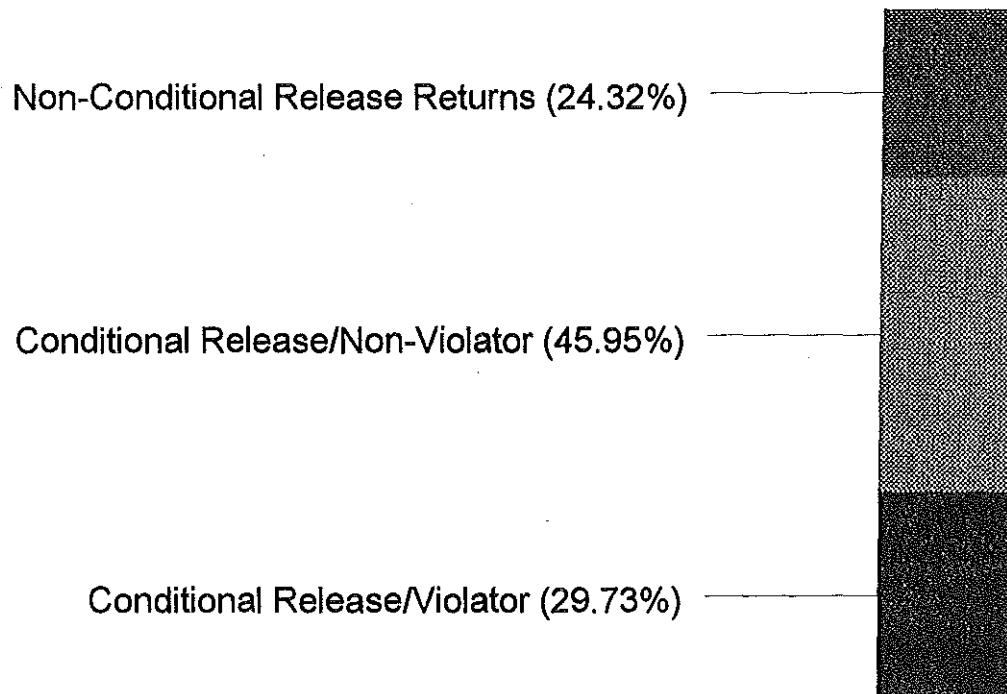 Non-Conditional Release Returns (24.32%)
Conditional Release/Non-Violator (45.95%)
Conditional Release/Violator (29.73%)